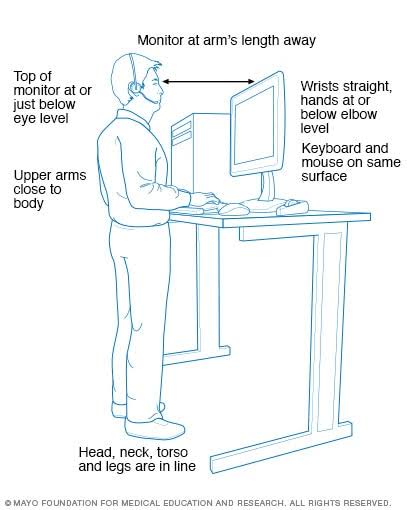 Monitor at arm's length away
Top of
monitor at or
just below
eye level
Wrists straight,
hands at or
below elbow
level
Keyboard and
mouse on same
surface
Upper arms
close to
body
Head, neck, torso
and legs are in line
© MAYO FOUNDATION FOR MEDICAL EDUCATION AND RESEARCH. ALL RIGHTS RESERVED.